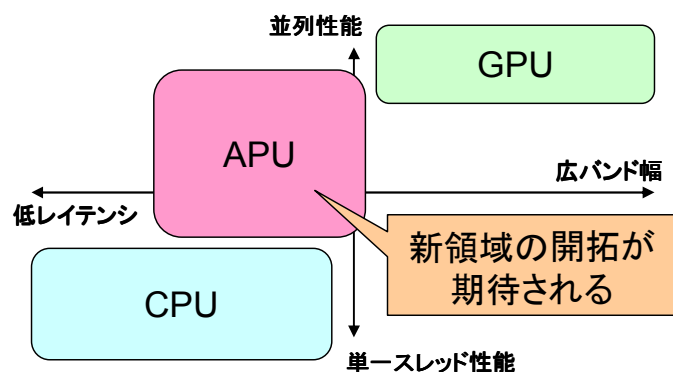 並列性能
GPU
APU
広バンド幅
低レイテンシ
新領域の開拓が
期待される
CPU
単一スレッド性能